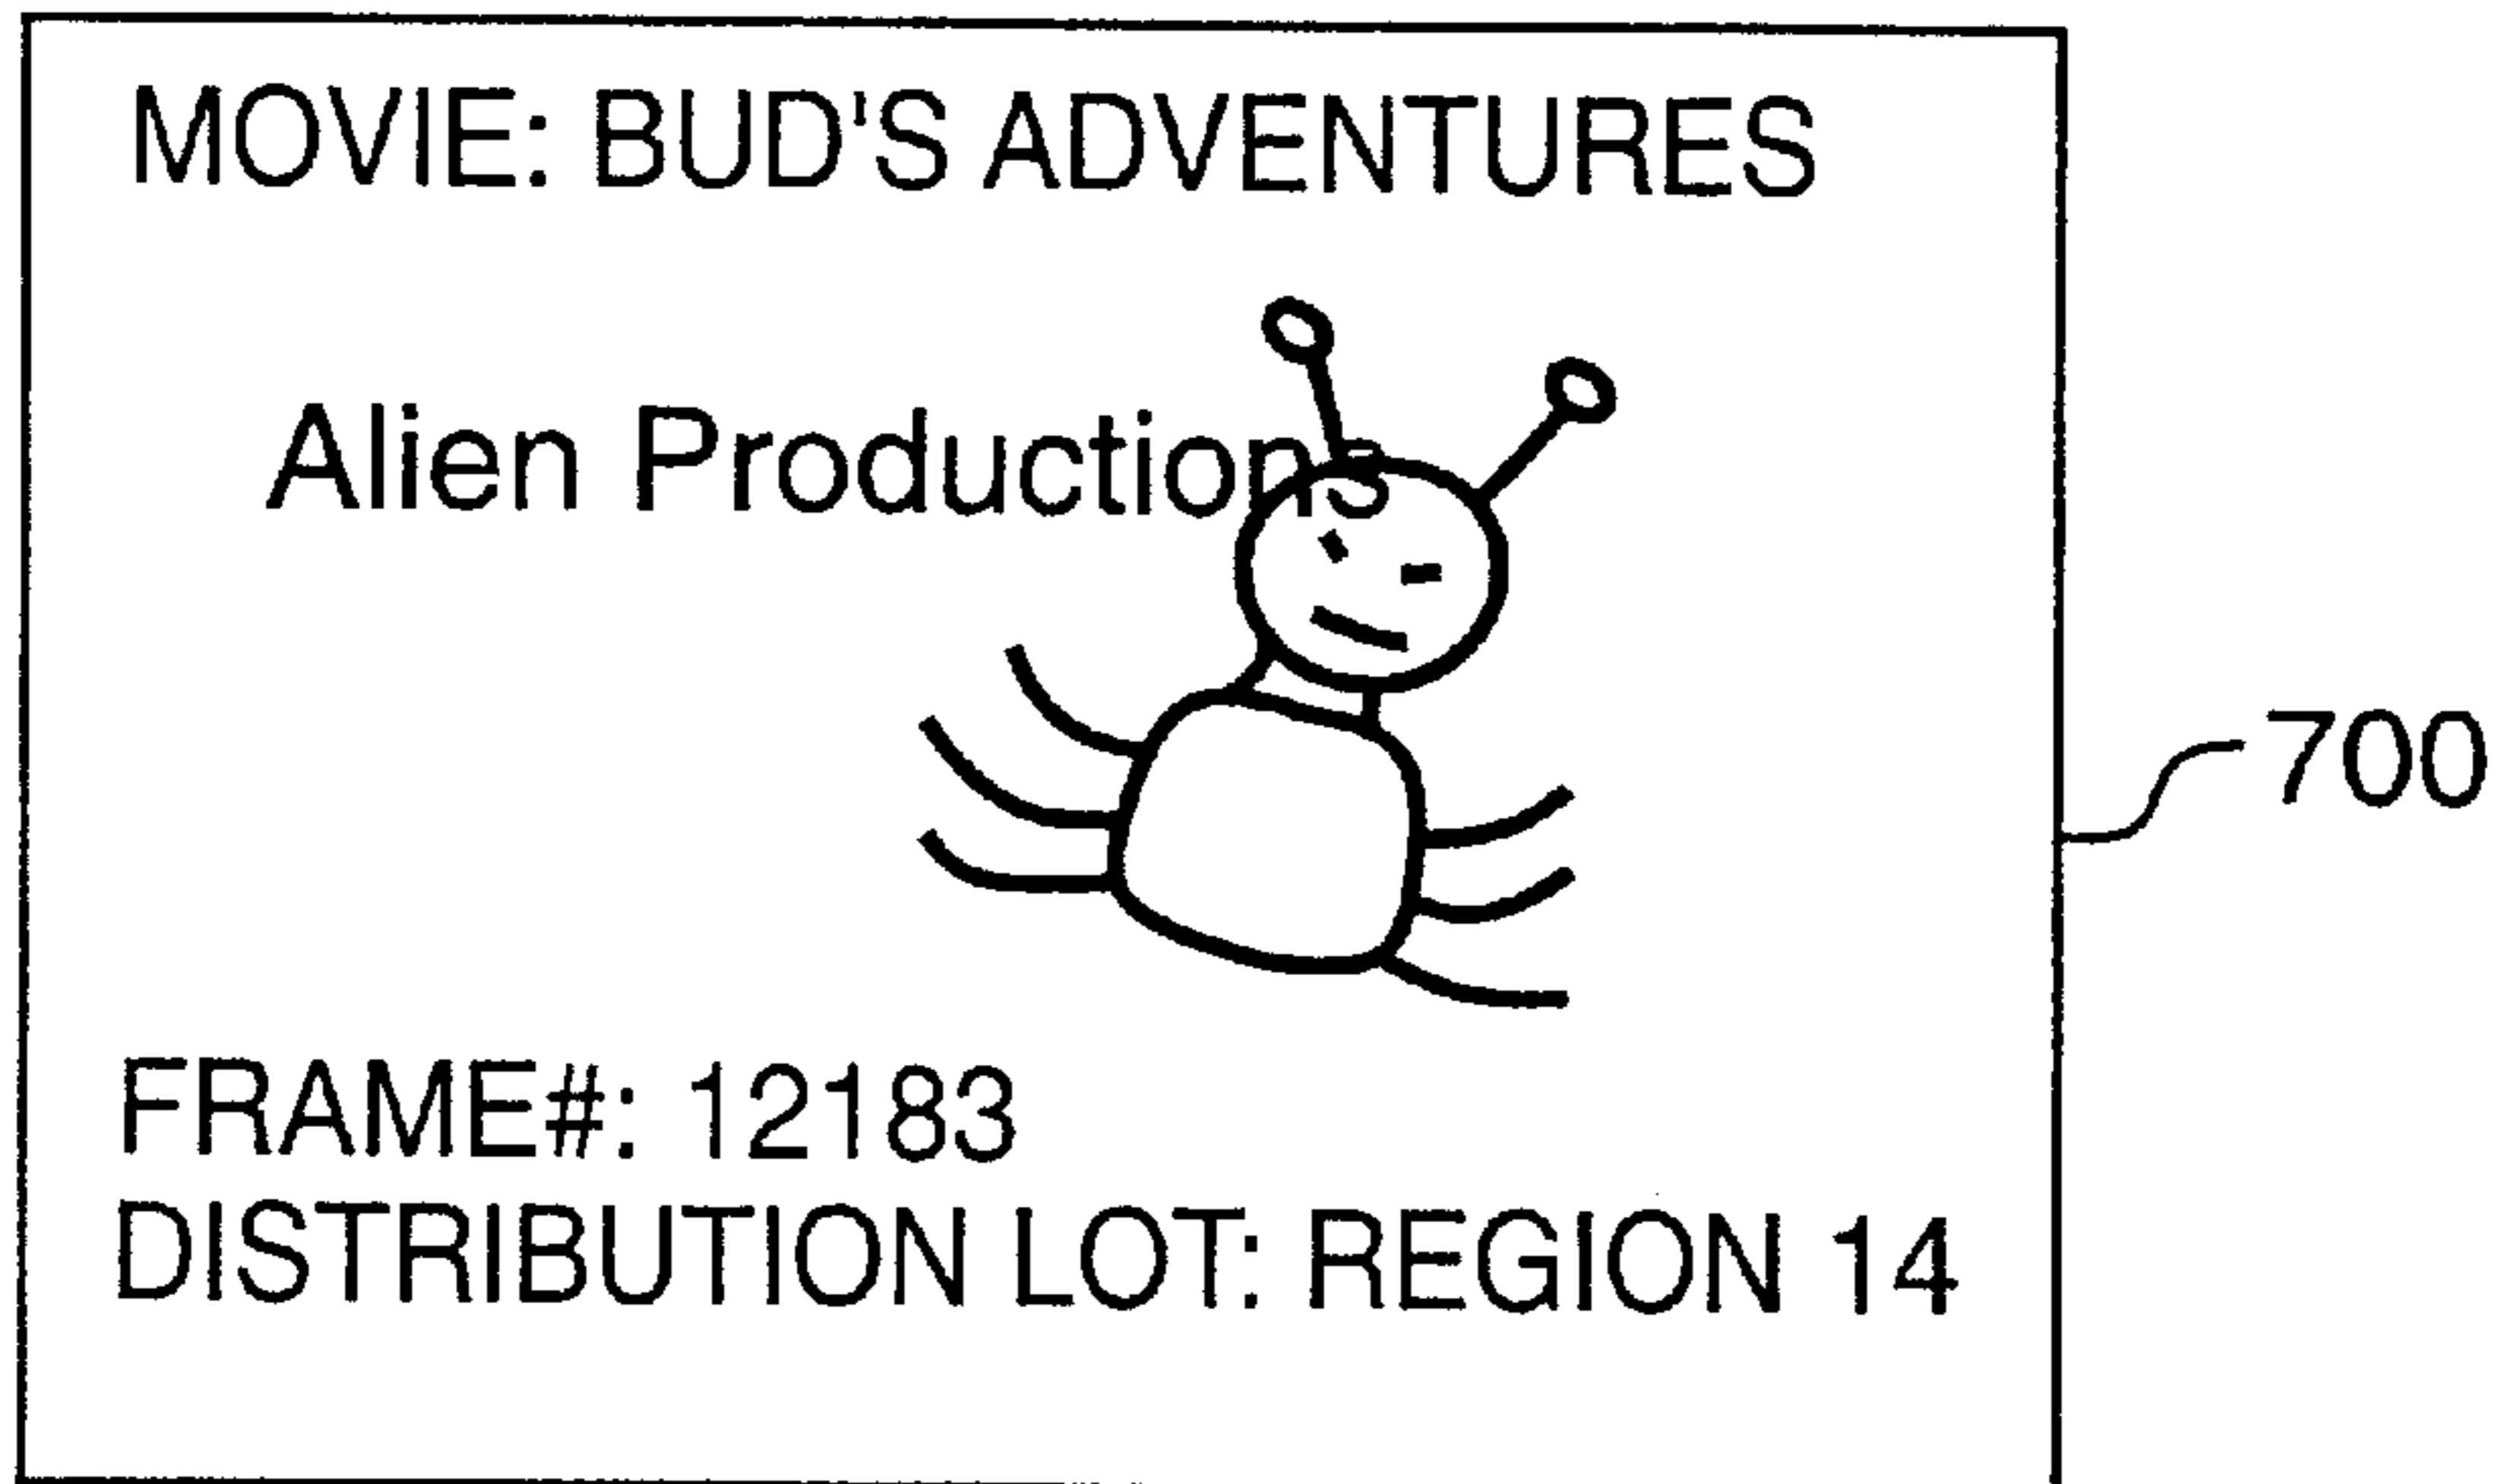 MOVIE: BUD'S ADVENTURES
Alien Productions
700
FRAME#: 12183
DISTRIBUTION LOT: REGION 14